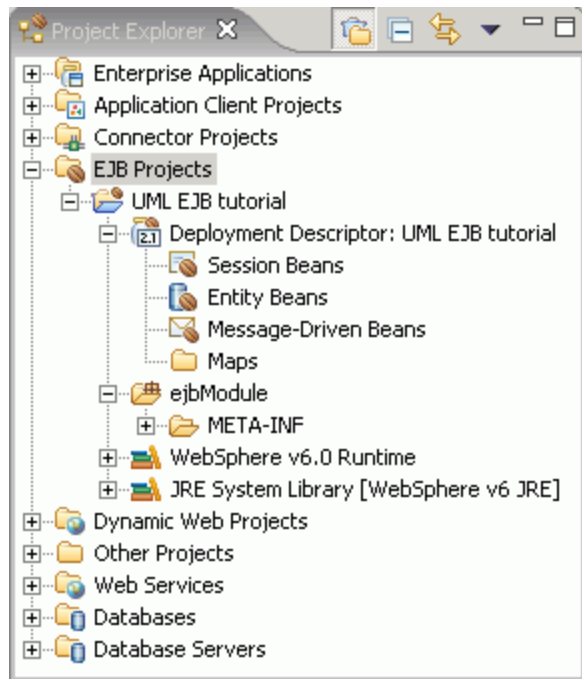 Project Explorer
Enterprise Applications
Application Client Projects
Connector Projects
EJB Projects
UML EJB tutorial
2.1 Deployment Descriptor: UML EJB tutorial
Session Beans
Entity Beans
Message-Driven Beans
Maps
ejbModule
META-INF
WebSphere v6.0 Runtime
JRE System Library [WebSphere v6 JRE]
Dynamic Web Projects
Other Projects
Web Services
Databases
Database Servers